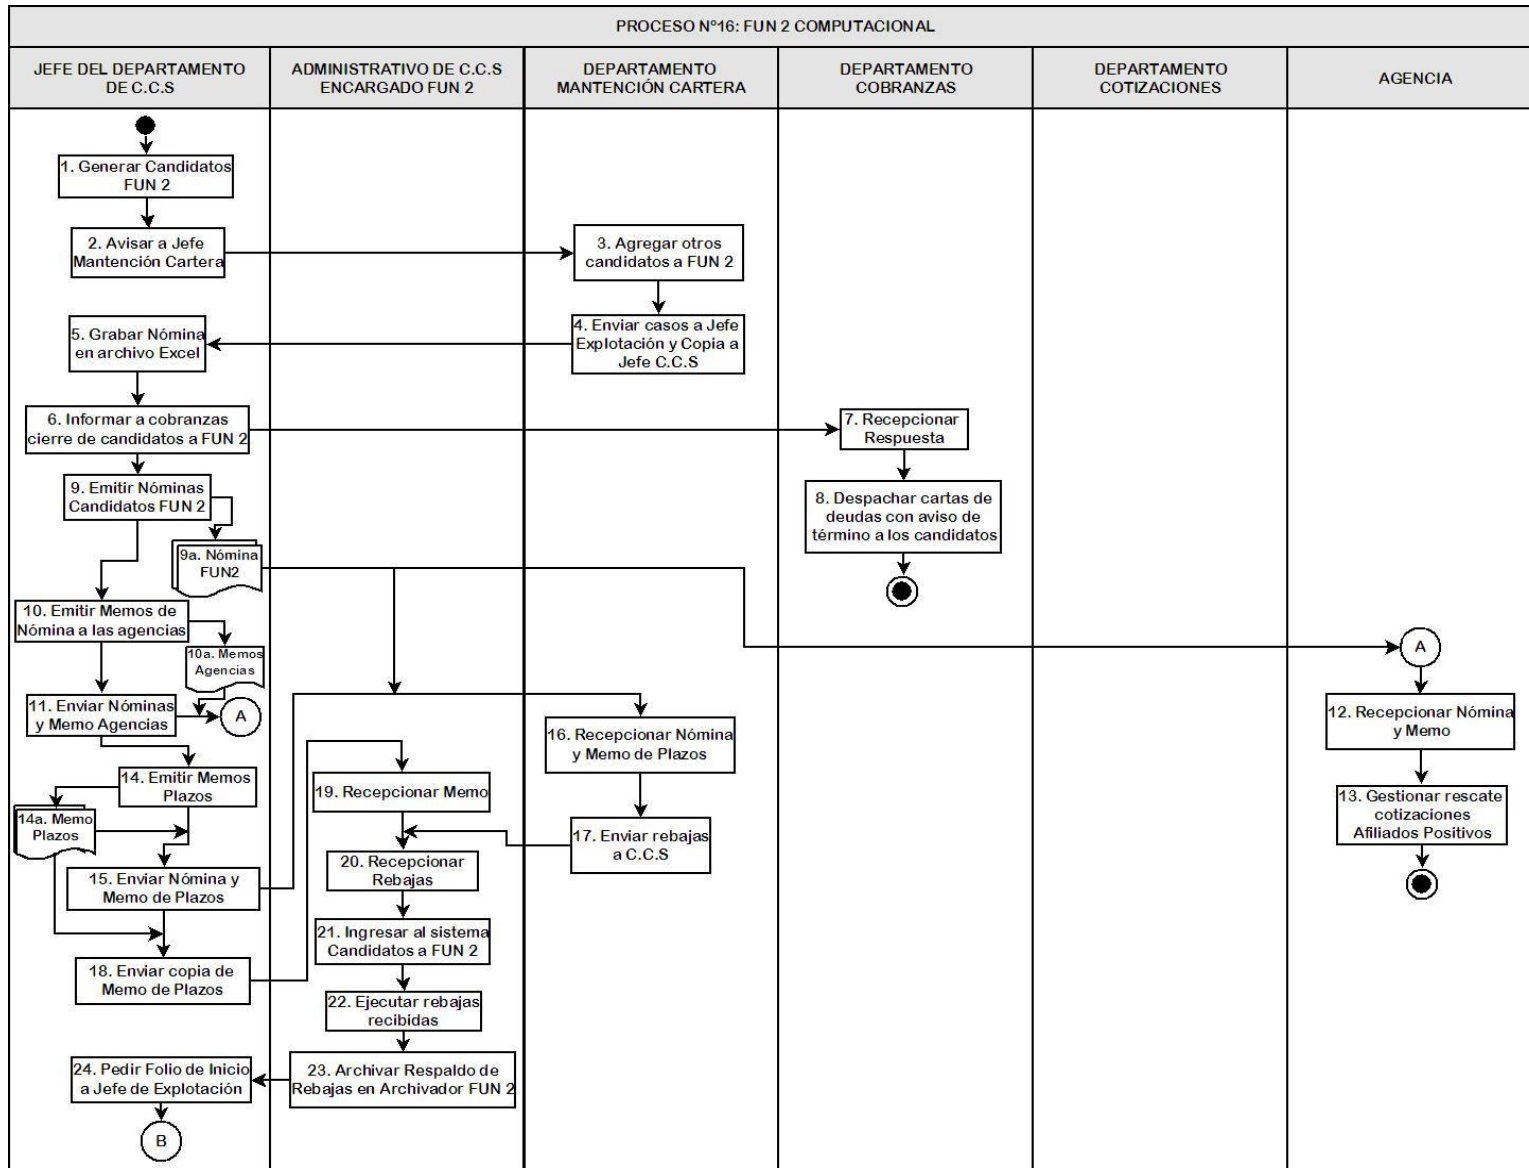 PROCESO Nº16: FUN 2 COMPUTACIONAL
JEFE DEL DEPARTAMENTO
DE C.C.S
ADMINISTRATIVO DE C.C.S
ENCARGADO FUN 2
DEPARTAMENTO
MANTENCIÓN CARTERA
DEPARTAMENTO
COBRANZAS
DEPARTAMENTO
COTIZACIONES
AGENCIA
1. Generar Candidatos
FUN 2
2. Avisar a Jefe
Mantención Cartera
3. Agregar otros
candidatos a FUN 2
4. Enviar casos a Jefe
Explotación y Copia a
Jefe C.C.S
5. Grabar Nómina
en archivo Excel
6. Informar a cobranzas
cierre de candidatos a FUN 2
7. Recepcionar
Respuesta
8. Despachar cartas de
deudas con aviso de
término a los candidatos
9. Emitir Nóminas
Candidatos FUN 2
9a. Nómina
FUN2
10. Emitir Memos de
Nómina a las agencias
10a. Memos
Agencias
11. Enviar Nóminas
y Memo Agencias
A
A
12. Recepcionar Nómina
y Memo
13. Gestionar rescate
cotizaciones
Afiliados Positivos
14. Emitir Memos
Plazos
14a. Memo
Plazos
15. Enviar Nómina y
Memo de Plazos
16. Recepcionar Nómina
y Memo de Plazos
17. Enviar rebajas
a C.C.S
18. Enviar copia de
Memo de Plazos
19. Recepcionar Memo
20. Recepcionar
Rebajas
21. Ingresar al sistema
Candidatos a FUN 2
22. Ejecutar rebajas
recibidas
23. Archivar Respaldo de
Rebajas en Archivador FUN 2
24. Pedir Folio de Inicio
a Jefe de Explotación
B